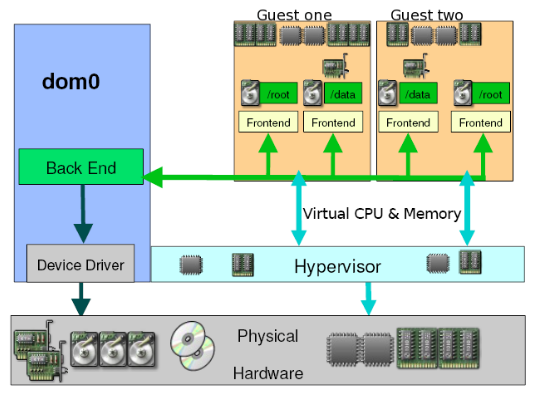 Guest one
Guest two
dom0
/root
/data
/data
/root
Frontend
Frontend
Frontend
Frontend
Back End
Virtual CPU & Memory
Device Driver
Hypervisor
Physical
Hardware